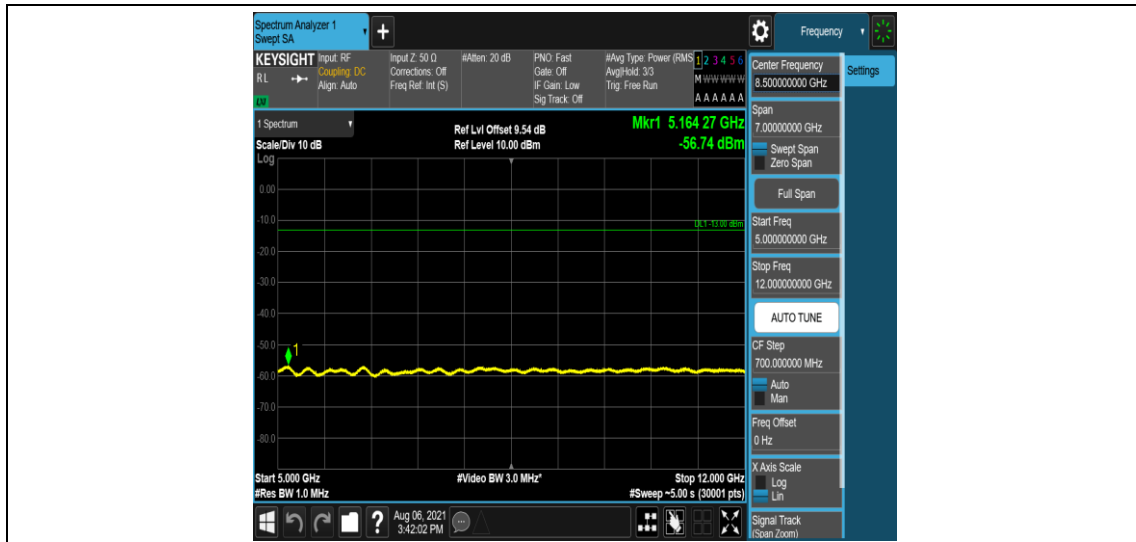 Spectrum Analyzer 1
Swept SA
+
Frequency
KEYSIGHT
RL
LXI
Input: RF
Coupling: DC
Align: Auto
Input Z: 50 Ω
Corrections: Off
Freq Ref: Int (S)
#Atten: 20 dB
PNO: Fast
Gate: Off
IF Gain: Low
Sig Track: Off
#Avg Type: Power (RMS
Avg|Hold: 3/3
Trig: Free Run
1 2 3 4 5 6
M W W W W W
A A A A A A
1 Spectrum
Scale/Div 10 dB
Log
Ref Lvl Offset 9.54 dB
Ref Level 10.00 dBm
Mkr1 5.164 27 GHz
-56.74 dBm
0.00
-10.0
DL1 -13.00 dBm
-20.0
-30.0
-40.0
-50.0
1
-60.0
-70.0
-80.0
Start 5.000 GHz
#Res BW 1.0 MHz
#Video BW 3.0 MHz*
Stop 12.000 GHz
#Sweep ~5.00 s (30001 pts)
?
Aug 06, 2021
3:42:02 PM
Center Frequency
8.500000000 GHz
Settings
Span
7.00000000 GHz
Swept Span
Zero Span
Full Span
Start Freq
5.000000000 GHz
Stop Freq
12.000000000 GHz
AUTO TUNE
CF Step
700.000000 MHz
Auto
Man
Freq Offset
0 Hz
X Axis Scale
Log
Lin
Signal Track
(Span Zoom)